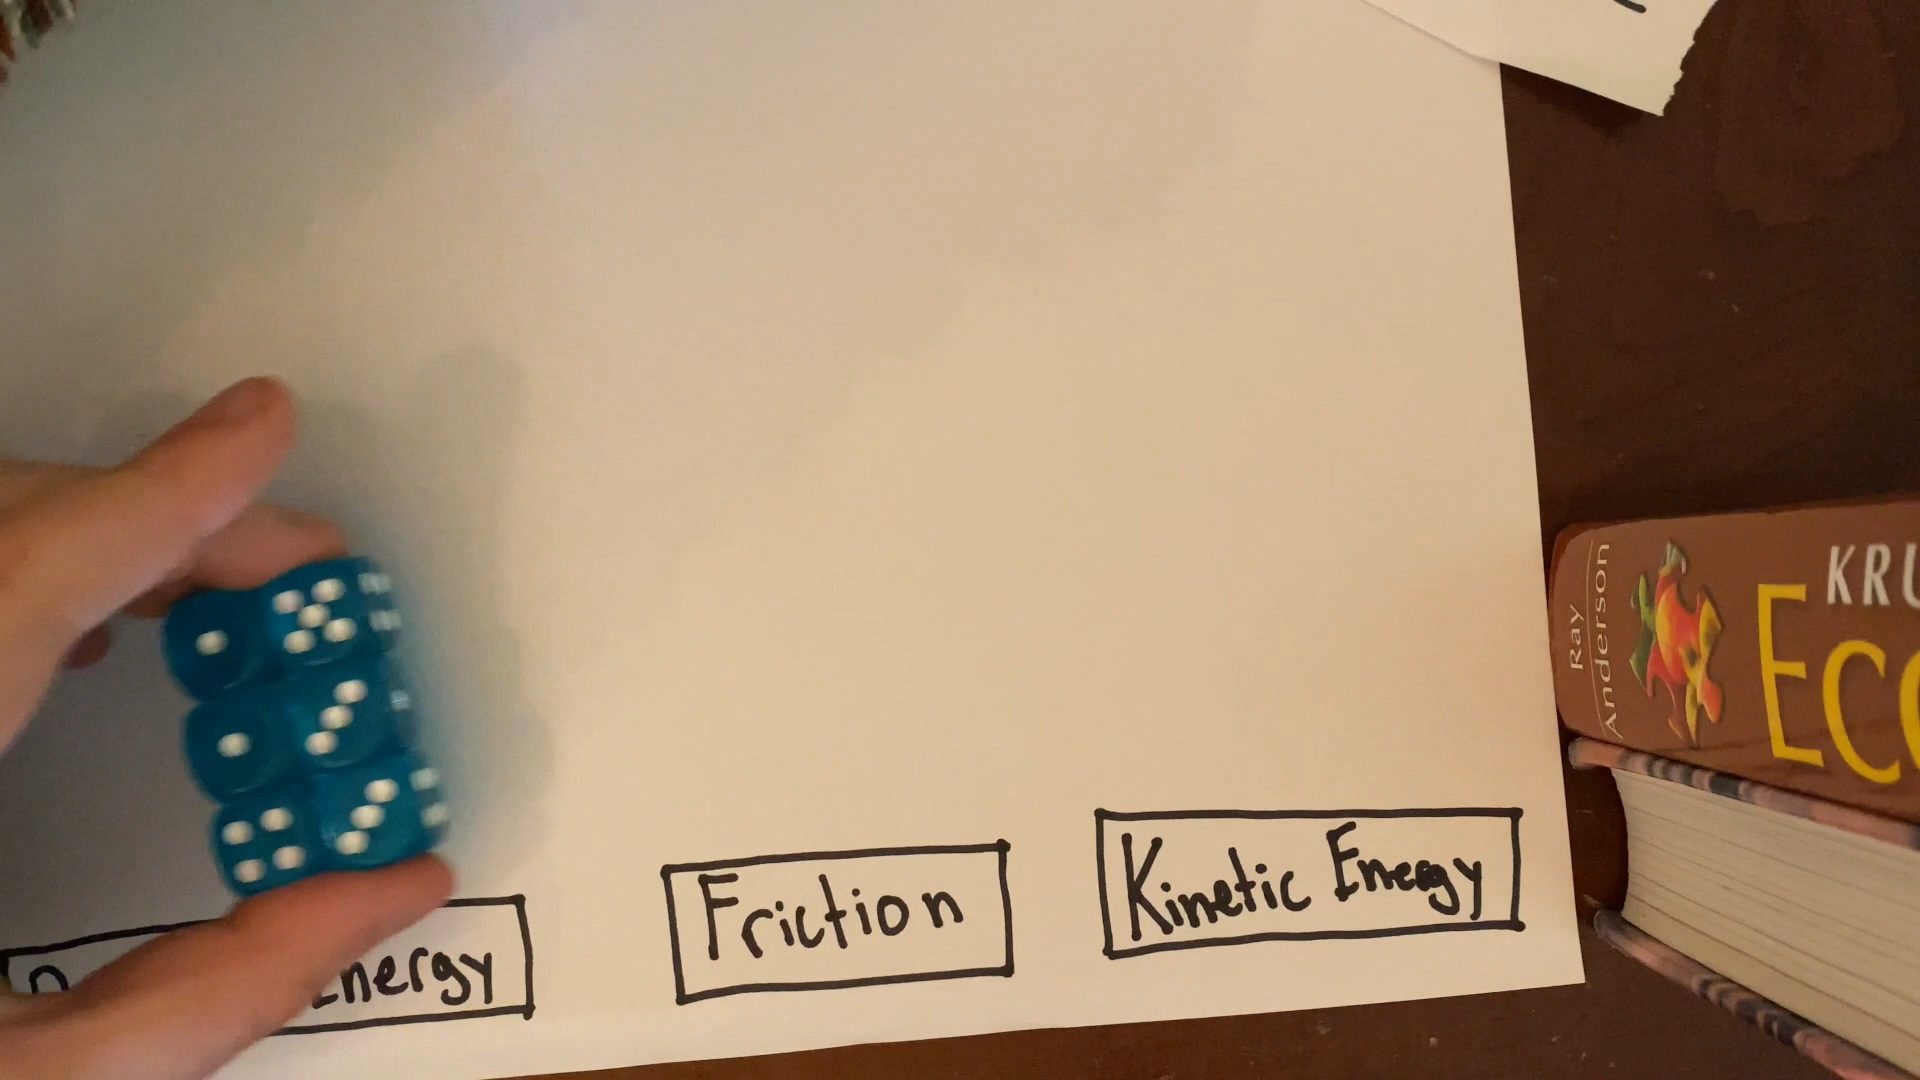 Ray
Anderson
KRU
ECO
Energy
Friction
Kinetic Energy